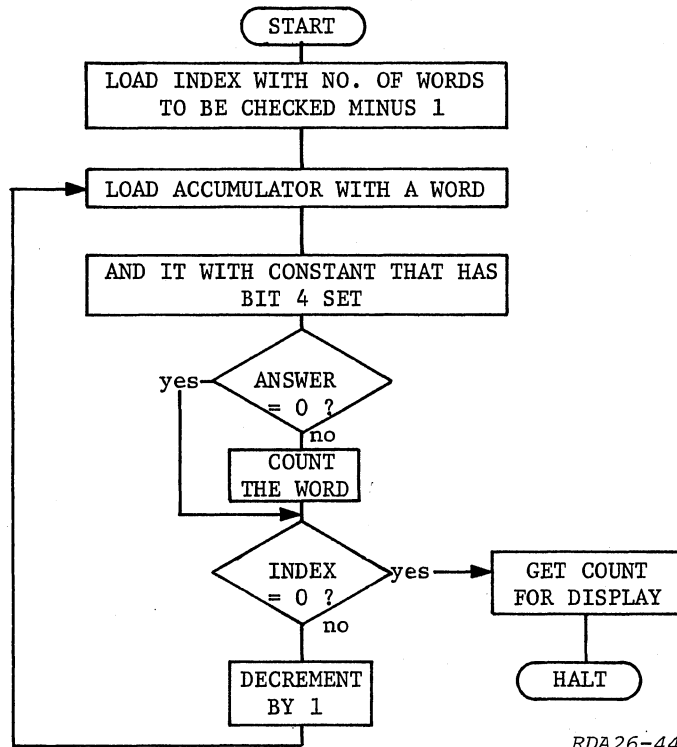 START
LOAD INDEX WITH NO. OF WORDS
TO BE CHECKED MINUS 1
LOAD ACCUMULATOR WITH A WORD
AND IT WITH CONSTANT THAT HAS
BIT 4 SET
yes
ANSWER
= 0 ?
no
COUNT
THE WORD
INDEX
= 0 ?
yes
no
GET COUNT
FOR DISPLAY
DECREMENT
BY 1
HALT
RDA26-44